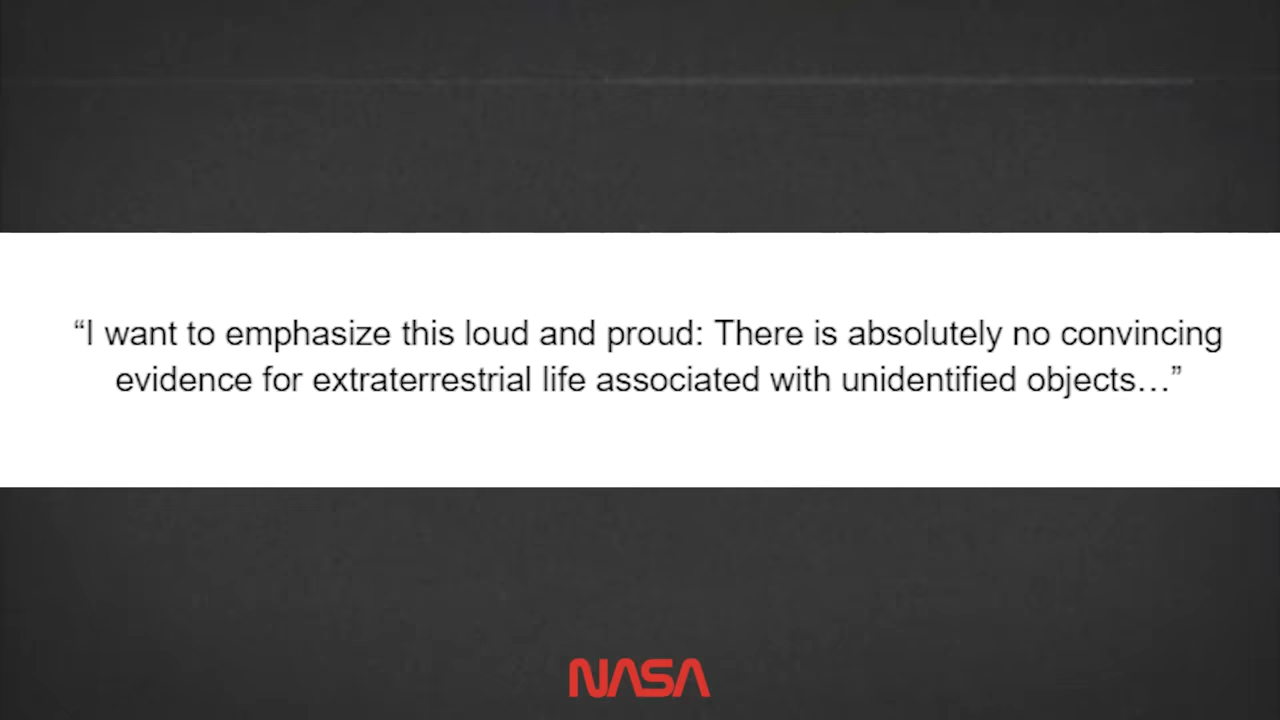 “I want to emphasize this loud and proud: There is absolutely no convincing
evidence for extraterrestrial life associated with unidentified objects…”
NASA